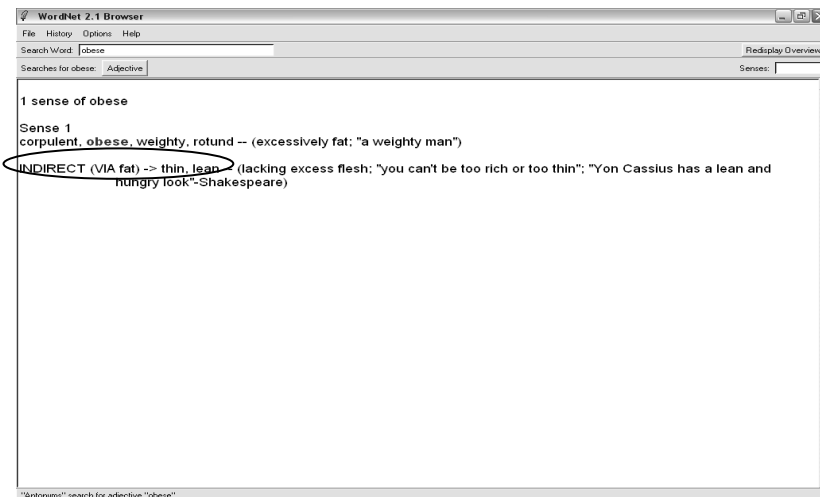 WordNet 2.1 Browser
File History Options Help
Search Word: obese
Redisplay Overview
Searches for obese: Adjective
Senses:
1 sense of obese
Sense 1
corpulent, obese, weighty, rotund -- (excessively fat; "a weighty man")
INDIRECT (VIA fat) -> thin, lean -- (lacking excess flesh; "you can't be too rich or too thin"; "Yon Cassius has a lean and
hungry look"-Shakespeare)
"Antonyms" search for adjective "obese"